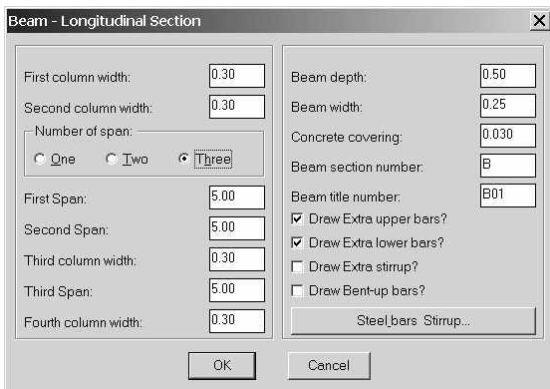 Beam - Longitudinal Section
First column width: 0.30
Second column width: 0.30
Number of span:
One Two Three
First Span: 5.00
Second Span: 5.00
Third column width: 0.30
Third Span: 5.00
Fourth column width: 0.30
Beam depth: 0.50
Beam width: 0.25
Concrete covering: 0.030
Beam section number: B
Beam title number: B01
Draw Extra upper bars?
Draw Extra lower bars?
Draw Extra stirrup?
Draw Bent-up bars?
Steel_bars Stirrup...
OK Cancel